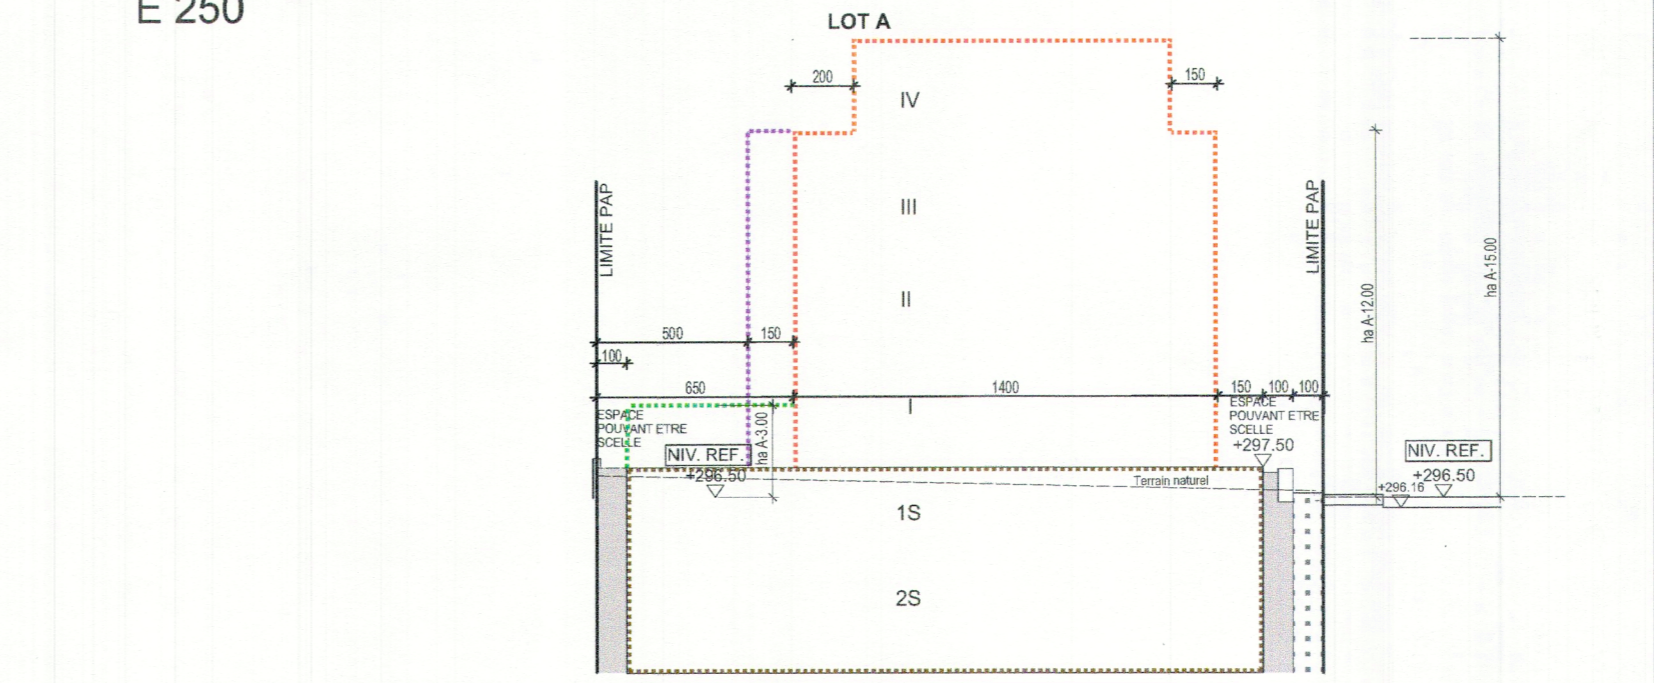 E 250
LOT A
200
150
IV
LIMITE PAP
LIMITE PAP
III
ha A-15.00
ha A-12.00
II
500
150
100
650
1400
150
100
100
I
ESPACE
POUVANT ETRE
SCELLE
ha A-3.00
ESPACE
POUVANT ETRE
SCELLE
+297.50
NIV. REF.
+296.50
NIV. REF.
+296.50
Terrain naturel
+296.16
1S
2S